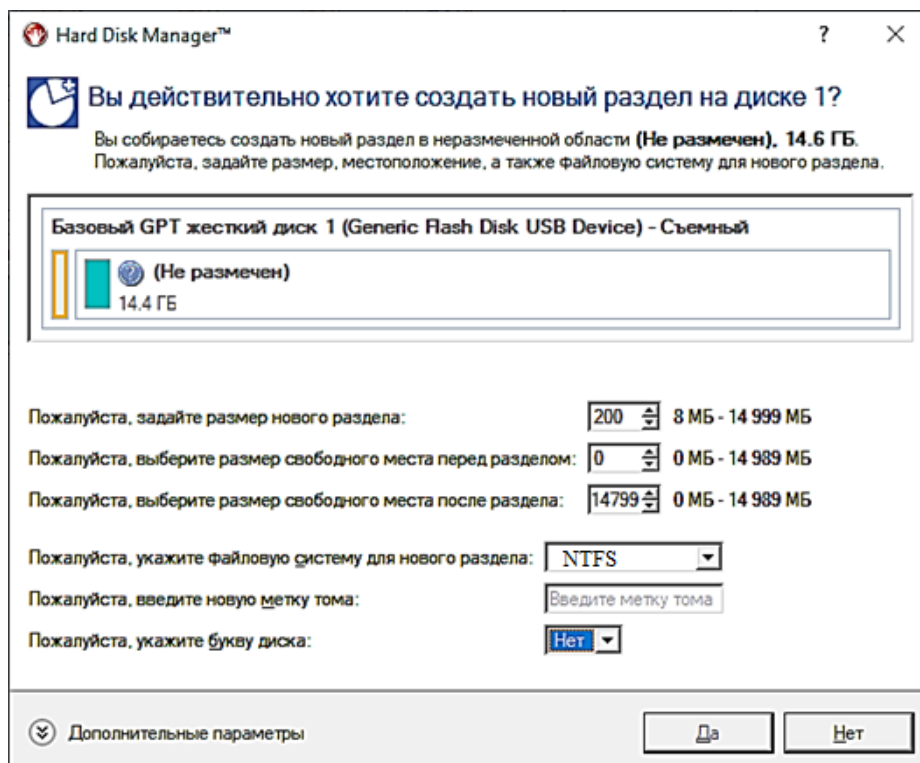 Hard Disk Manager™
Вы действительно хотите создать новый раздел на диске 1?
Вы собираетесь создать новый раздел в неразмеченной области (Не размечен), 14.6 ГБ.
Пожалуйста, задайте размер, местоположение, а также файловую систему для нового раздела.
Базовый GPT жесткий диск 1 (Generic Flash Disk USB Device) - Съемный
(Не размечен)
14.4 ГБ
Пожалуйста, задайте размер нового раздела: 200 8 МБ - 14 999 МБ
Пожалуйста, выберите размер свободного места перед разделом: 0 0 МБ - 14 989 МБ
Пожалуйста, выберите размер свободного места после раздела: 14799 0 МБ - 14 989 МБ
Пожалуйста, укажите файловую систему для нового раздела: NTFS
Пожалуйста, введите новую метку тома: Введите метку тома
Пожалуйста, укажите букву диска: Нет
Дополнительные параметры Да Нет